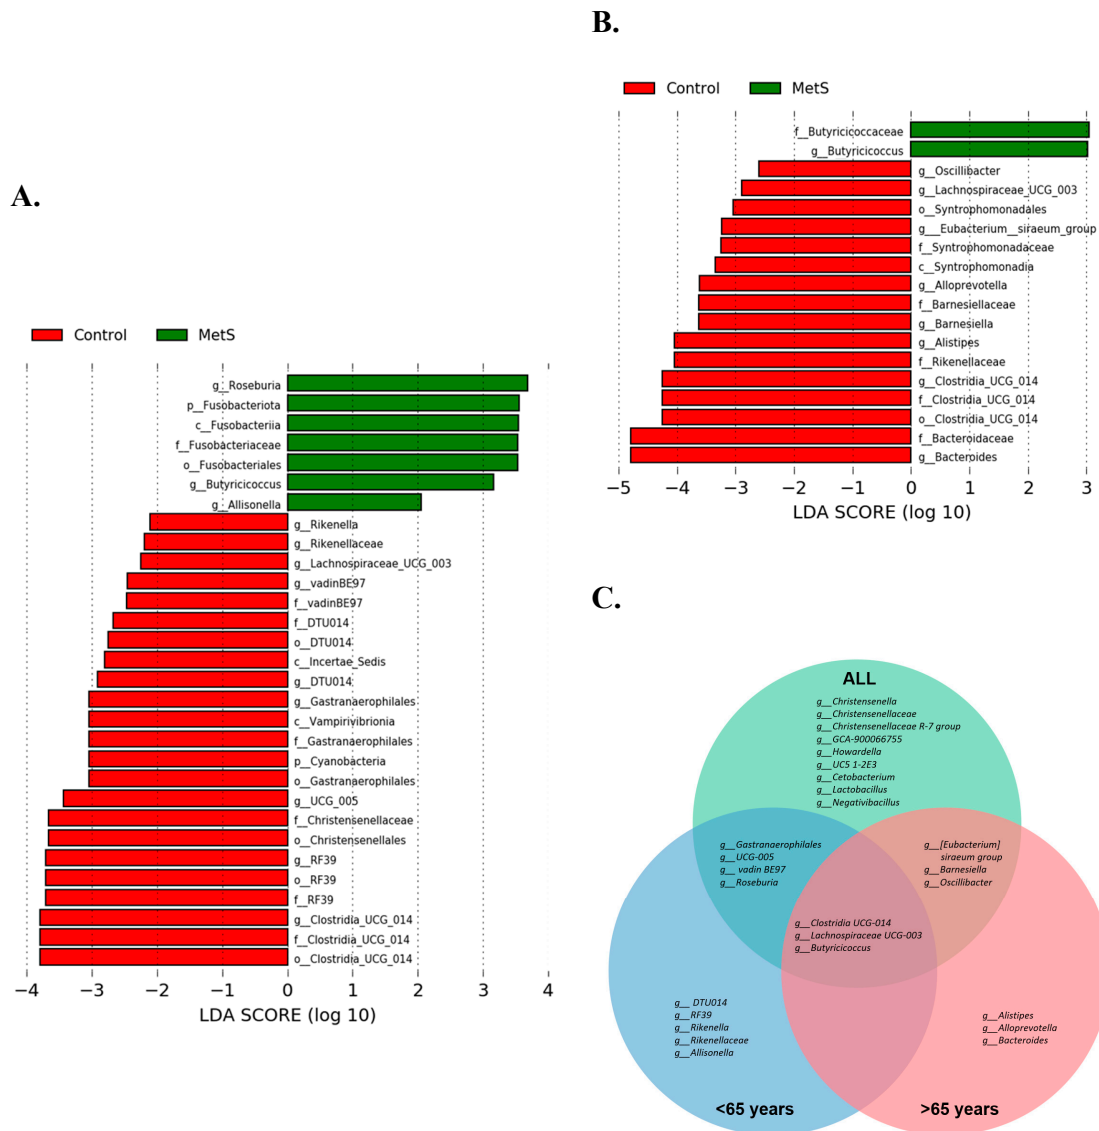 A.
Control MetS
g__Roseburia
p__Fusobacteriota
c__Fusobacteriia
f__Fusobacteriaceae
o__Fusobacteriales
g__Butyricicoccus
g__Allisonella
g__Rikenella
g__Rikenellaceae
g__Lachnospiraceae_UCG_003
g__vadinBE97
f__vadinBE97
f__DTU014
o__DTU014
c__Incertae_Sedis
g__DTU014
g__Gastranaerophilales
c__Vampirivibrionia
f__Gastranaerophilales
p__Cyanobacteria
o__Gastranaerophilales
g__UCG_005
f__Christensenellaceae
o__Christensenellales
g__RF39
o__RF39
f__RF39
g__Clostridia_UCG_014
f__Clostridia_UCG_014
o__Clostridia_UCG_014
−4 −3 −2 −1 0 1 2 3 4
LDA SCORE (log 10)
B.
Control MetS
f__Butyricicoccaceae
g__Butyricicoccus
g__Oscillibacter
g__Lachnospiraceae_UCG_003
o__Syntrophomonadales
g___Eubacterium__siraeum_group
f__Syntrophomonadaceae
c__Syntrophomonadia
g__Alloprevotella
f__Barnesiellaceae
g__Barnesiella
g__Alistipes
f__Rikenellaceae
g__Clostridia_UCG_014
f__Clostridia_UCG_014
o__Clostridia_UCG_014
f__Bacteroidaceae
g__Bacteroides
−5 −4 −3 −2 −1 0 1 2 3
LDA SCORE (log 10)
C.
ALL
g__Christensenella
g__Christensenellaceae
g__Christensenellaceae R-7 group
g__GCA-900066755
g__Howardella
g__UC5 1-2E3
g__Cetobacterium
g__Lactobacillus
g__Negativibacillus
g__Gastranaerophilales
g__UCG-005
g__ vadin BE97
g__Roseburia
g__[Eubacterium]
siraeum group
g__Barnesiella
g__Oscillibacter
g__Clostridia UCG-014
g__Lachnospiraceae UCG-003
g__Butyricicoccus
g__ DTU014
g__RF39
g__Rikenella
g__Rikenellaceae
g__Allisonella
g__Alistipes
g__Alloprevotella
g__Bacteroides
<65 years
>65 years